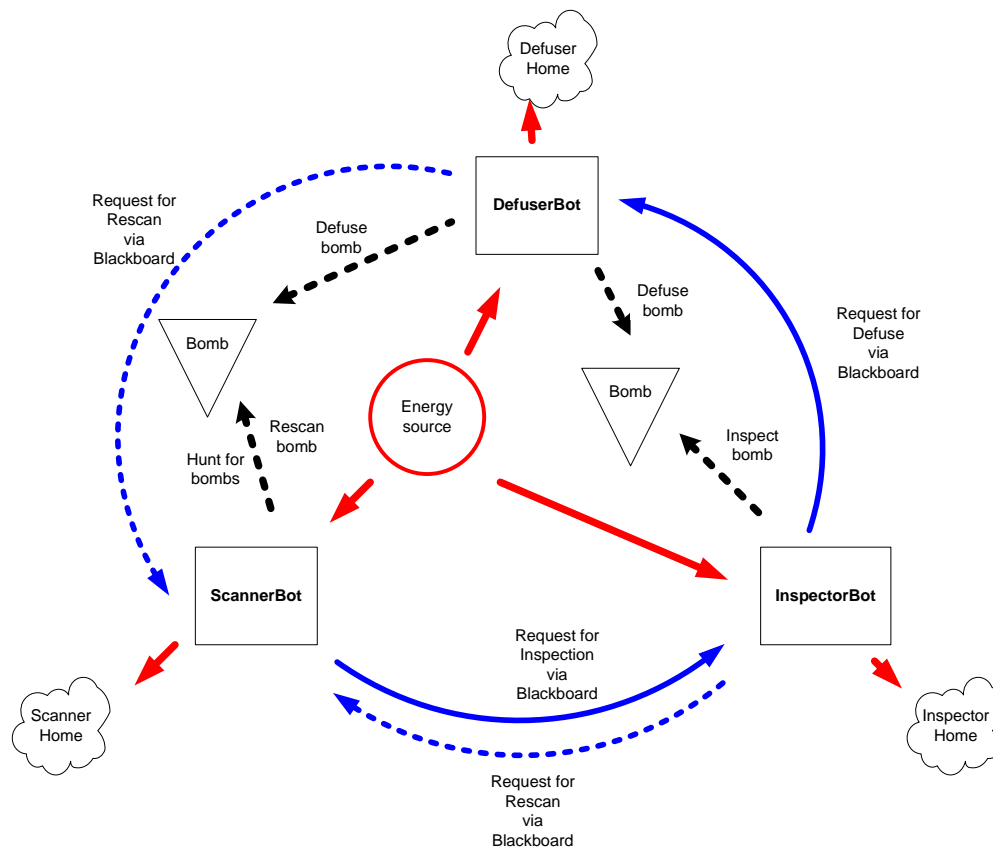 Defuser
Home
DefuserBot
Request for
Rescan
via
Blackboard
Defuse
bomb
Defuse
bomb
Request for
Defuse
via
Blackboard
Bomb
Bomb
Energy
source
Rescan
bomb
Hunt for
bombs
Inspect
bomb
ScannerBot
InspectorBot
Request for
Inspection
via
Blackboard
Scanner
Home
Inspector
Home
Request for
Rescan
via
Blackboard